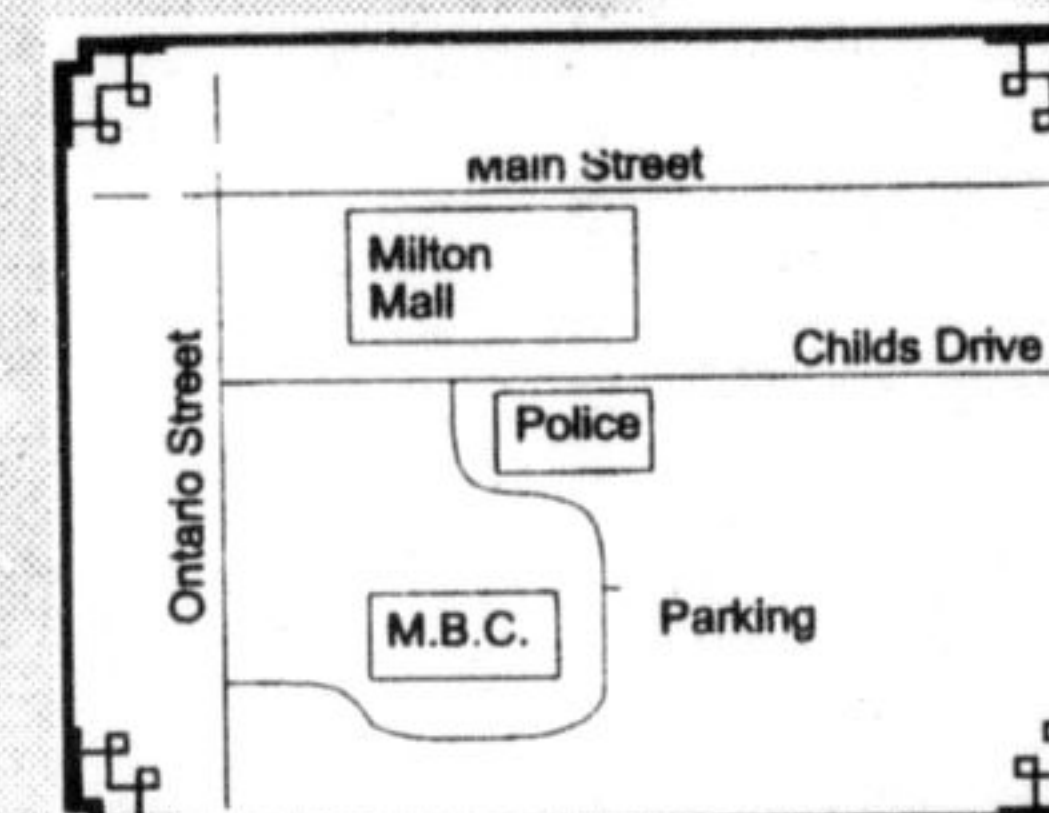 Main Street
Milton
Mall
Childs Drive
Ontario Street
Police
M.B.C.
Parking